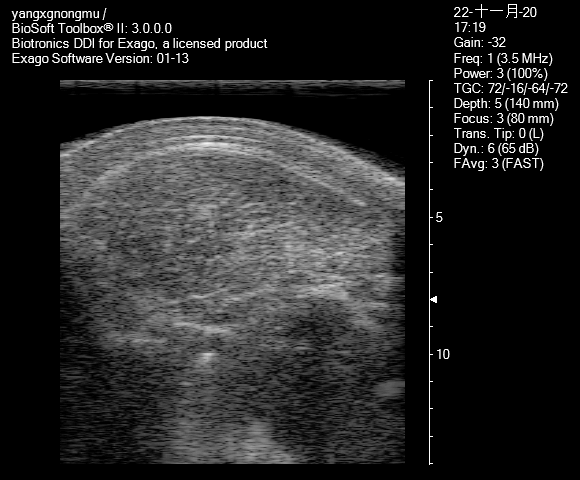 yangxgnongmu /
BioSoft Toolbox® II: 3.0.0.0
Biotronics DDI for Exago, a licensed product
Exago Software Version: 01-13
22-十一月-20
17:19
Gain: -32
Freq: 1 (3.5 MHz)
Power: 3 (100%)
TGC: 72/-16/-64/-72
Depth: 5 (140 mm)
Focus: 3 (80 mm)
Trans. Tip: 0 (L)
Dyn.: 6 (65 dB)
FAvg: 3 (FAST)
5
10